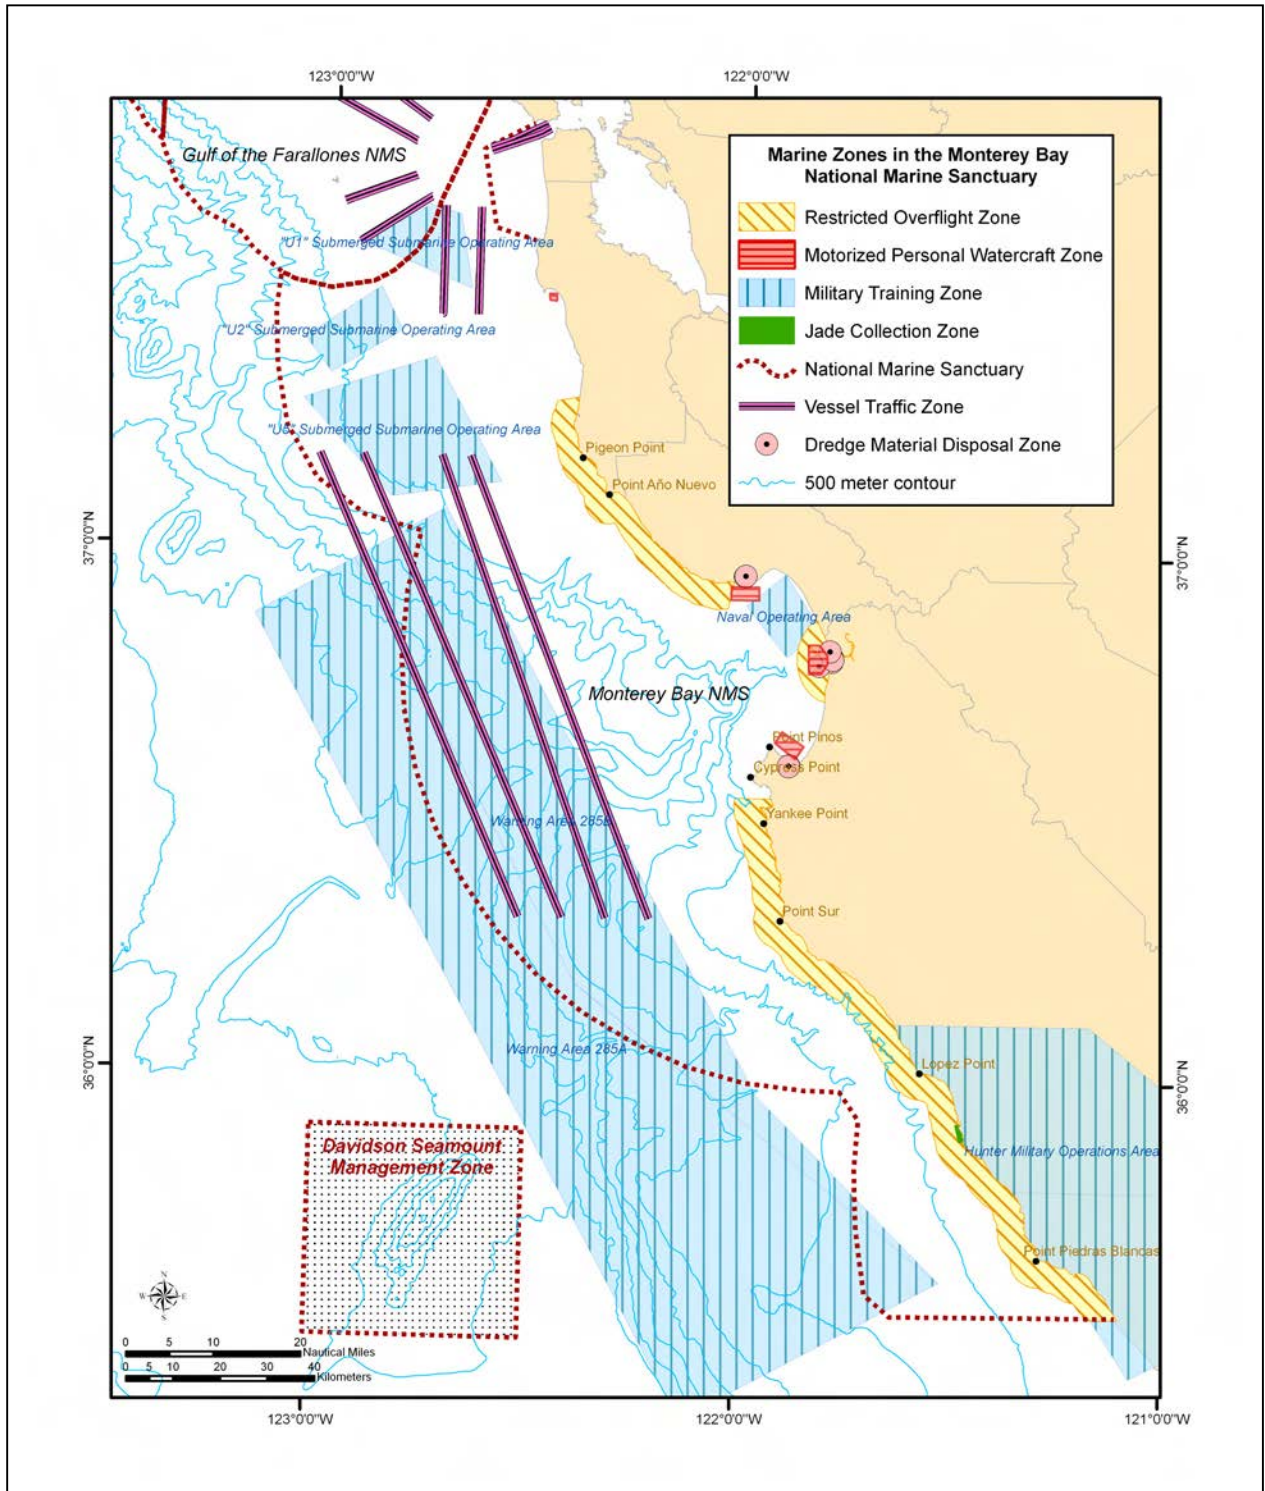 123°0'0"W
122°0'0"W
Gulf of the Farallones NMS
Marine Zones in the Monterey Bay
National Marine Sanctuary
Restricted Overflight Zone
Motorized Personal Watercraft Zone
Military Training Zone
Jade Collection Zone
National Marine Sanctuary
Vessel Traffic Zone
Dredge Material Disposal Zone
500 meter contour
"U1" Submerged Submarine Operating Area
"U2" Submerged Submarine Operating Area
"U5" Submerged Submarine Operating Area
Pigeon Point
Point Año Nuevo
37°0'0"N
37°0'0"N
Naval Operating Area
Monterey Bay NMS
Point Pinos
Cypress Point
Yankee Point
Warning Area 285B
Point Sur
Warning Area 285A
36°0'0"N
36°0'0"N
Lopez Point
Davidson Seamount
Management Zone
Hunter Military Operations Area
Point Piedras Blancas
N
W E
S
0 5 10 20
Nautical Miles
0 5 10 20 30 40
Kilometers
123°0'0"W
122°0'0"W
121°0'0"W